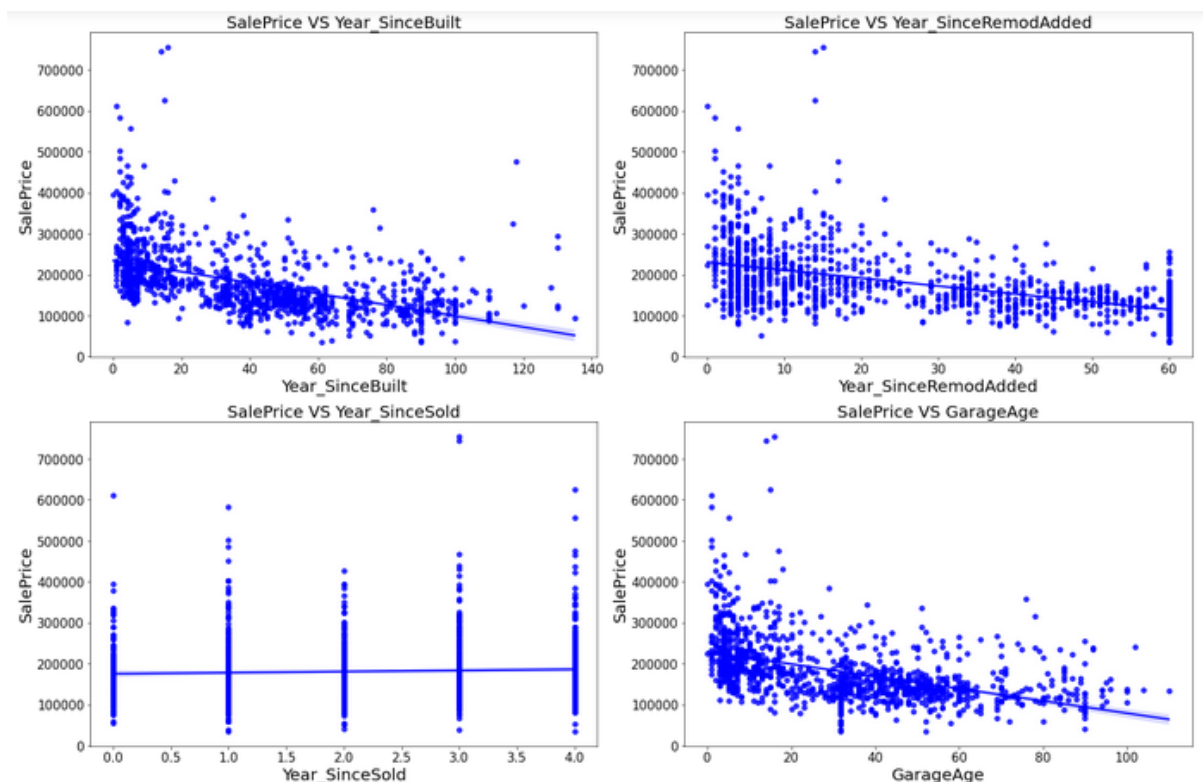 SalePrice VS Year_SinceBuilt
SalePrice
700000
600000
500000
400000
300000
200000
100000
0
0 20 40 60 80 100 120 140
Year_SinceBuilt
SalePrice VS Year_SinceRemodAdded
SalePrice
700000
600000
500000
400000
300000
200000
100000
0
0 10 20 30 40 50 60
Year_SinceRemodAdded
SalePrice VS Year_SinceSold
SalePrice
700000
600000
500000
400000
300000
200000
100000
0
0.0 0.5 1.0 1.5 2.0 2.5 3.0 3.5 4.0
Year_SinceSold
SalePrice VS GarageAge
SalePrice
700000
600000
500000
400000
300000
200000
100000
0
0 20 40 60 80 100
GarageAge